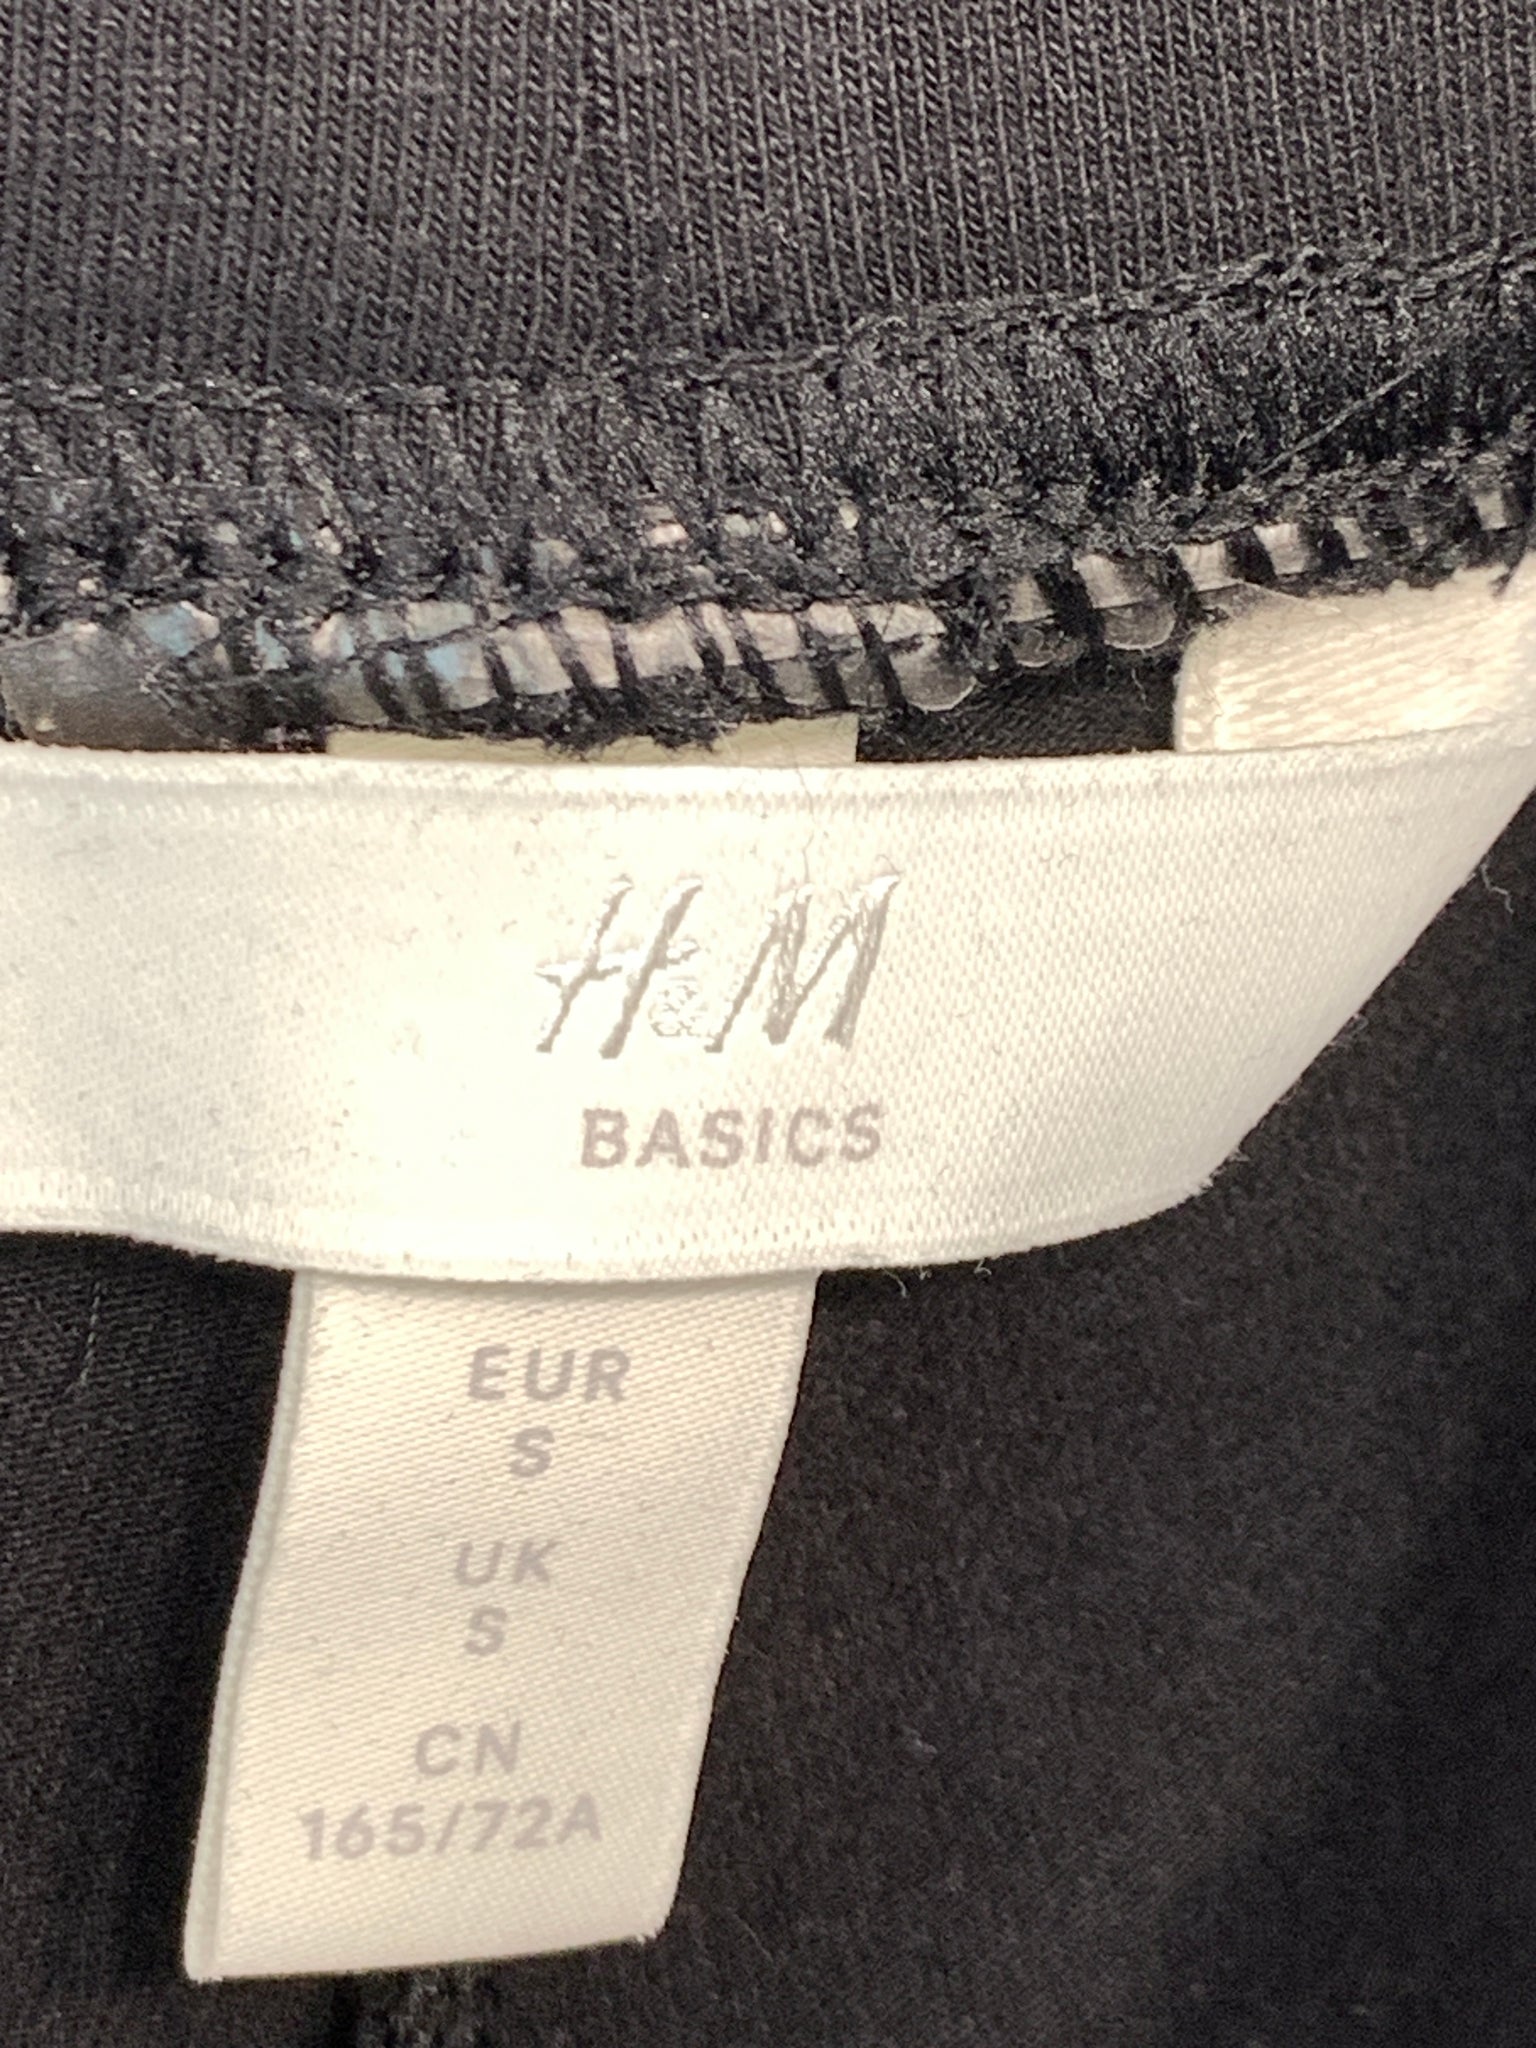 H&M
BASICS
EUR
S
UK
S
CN
165/72A